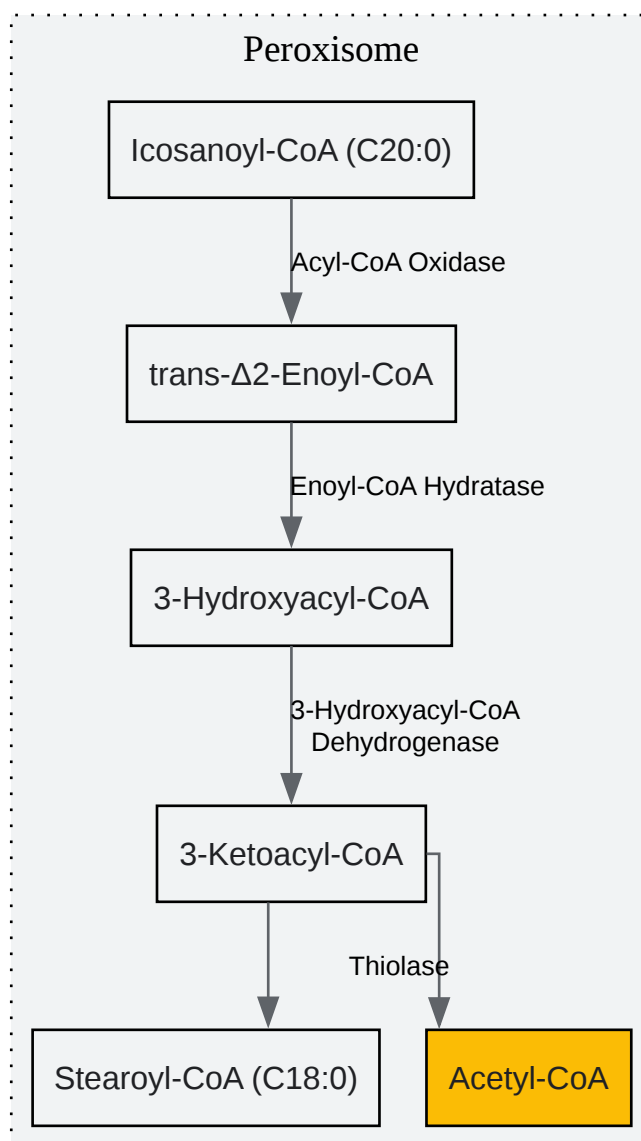 Peroxisome
Icosanoyl-CoA (C20:0)
Acyl-CoA Oxidase
trans-Δ2-Enoyl-CoA
Enoyl-CoA Hydratase
3-Hydroxyacyl-CoA
3-Hydroxyacyl-CoA
Dehydrogenase
3-Ketoacyl-CoA
Thiolase
Stearoyl-CoA (C18:0)
Acetyl-CoA